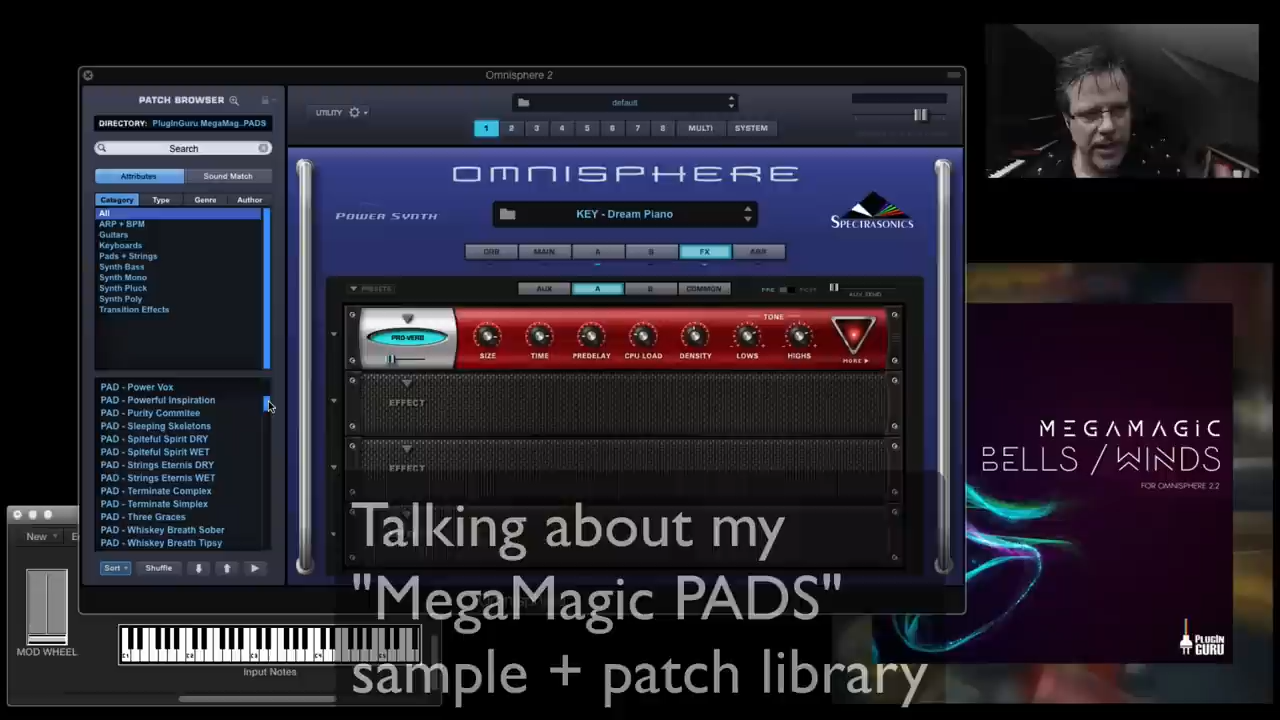 Omnisphere 2
PATCH BROWSER
DIRECTORY: PlugInGuru MegaMag..PADS
Search
Attributes
Sound Match
Category
Type
Genre
Author
All
ARP + BPM
Guitars
Keyboards
Pads + Strings
Synth Bass
Synth Mono
Synth Pluck
Synth Poly
Transition Effects
PAD - Power Vox
PAD - Powerful Inspiration
PAD - Purity Commitee
PAD - Sleeping Skeletons
PAD - Spiteful Spirit DRY
PAD - Spiteful Spirit WET
PAD - Strings Eternis DRY
PAD - Strings Eternis WET
PAD - Terminate Complex
PAD - Terminate Simplex
PAD - Three Graces
PAD - Whiskey Breath Sober
PAD - Whiskey Breath Tipsy
Sort
Shuffle
UTILITY
default
1 2 3 4 5 6 7 8 MULTI SYSTEM
OMNISPHERE
POWER SYNTH
KEY - Dream Piano
SPECTRASONICS
ORB MAIN A B FX ARP
PRESETS
AUX A B COMMON
PRE POST
AUX SEND
PRO-VERB
TONE
SIZE TIME PREDELAY CPU LOAD DENSITY LOWS HIGHS
MORE
EFFECT
EFFECT
Talking about my
"MegaMagic PADS"
sample + patch library
MEGAMAGIC
BELLS / WINDS
FOR OMNISPHERE 2.2
PLUGIN
GURU
New
MOD WHEEL
Input Notes